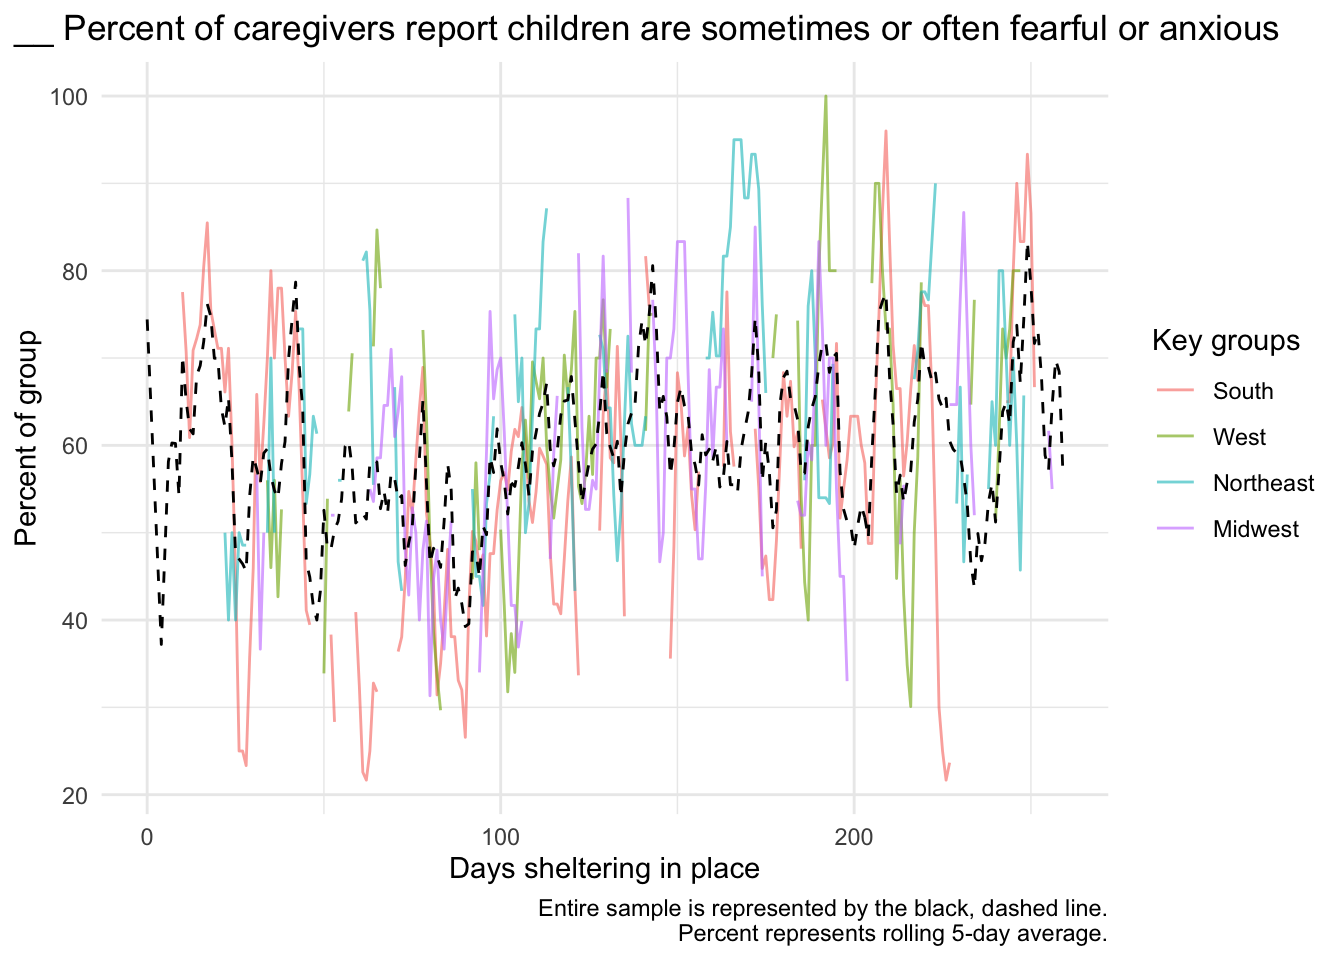 __ Percent of caregivers report children are sometimes or often fearful or anxious
Percent of group
100
80
60
40
20
0
100
200
Days sheltering in place
Key groups
South
West
Northeast
Midwest
Entire sample is represented by the black, dashed line.
Percent represents rolling 5-day average.